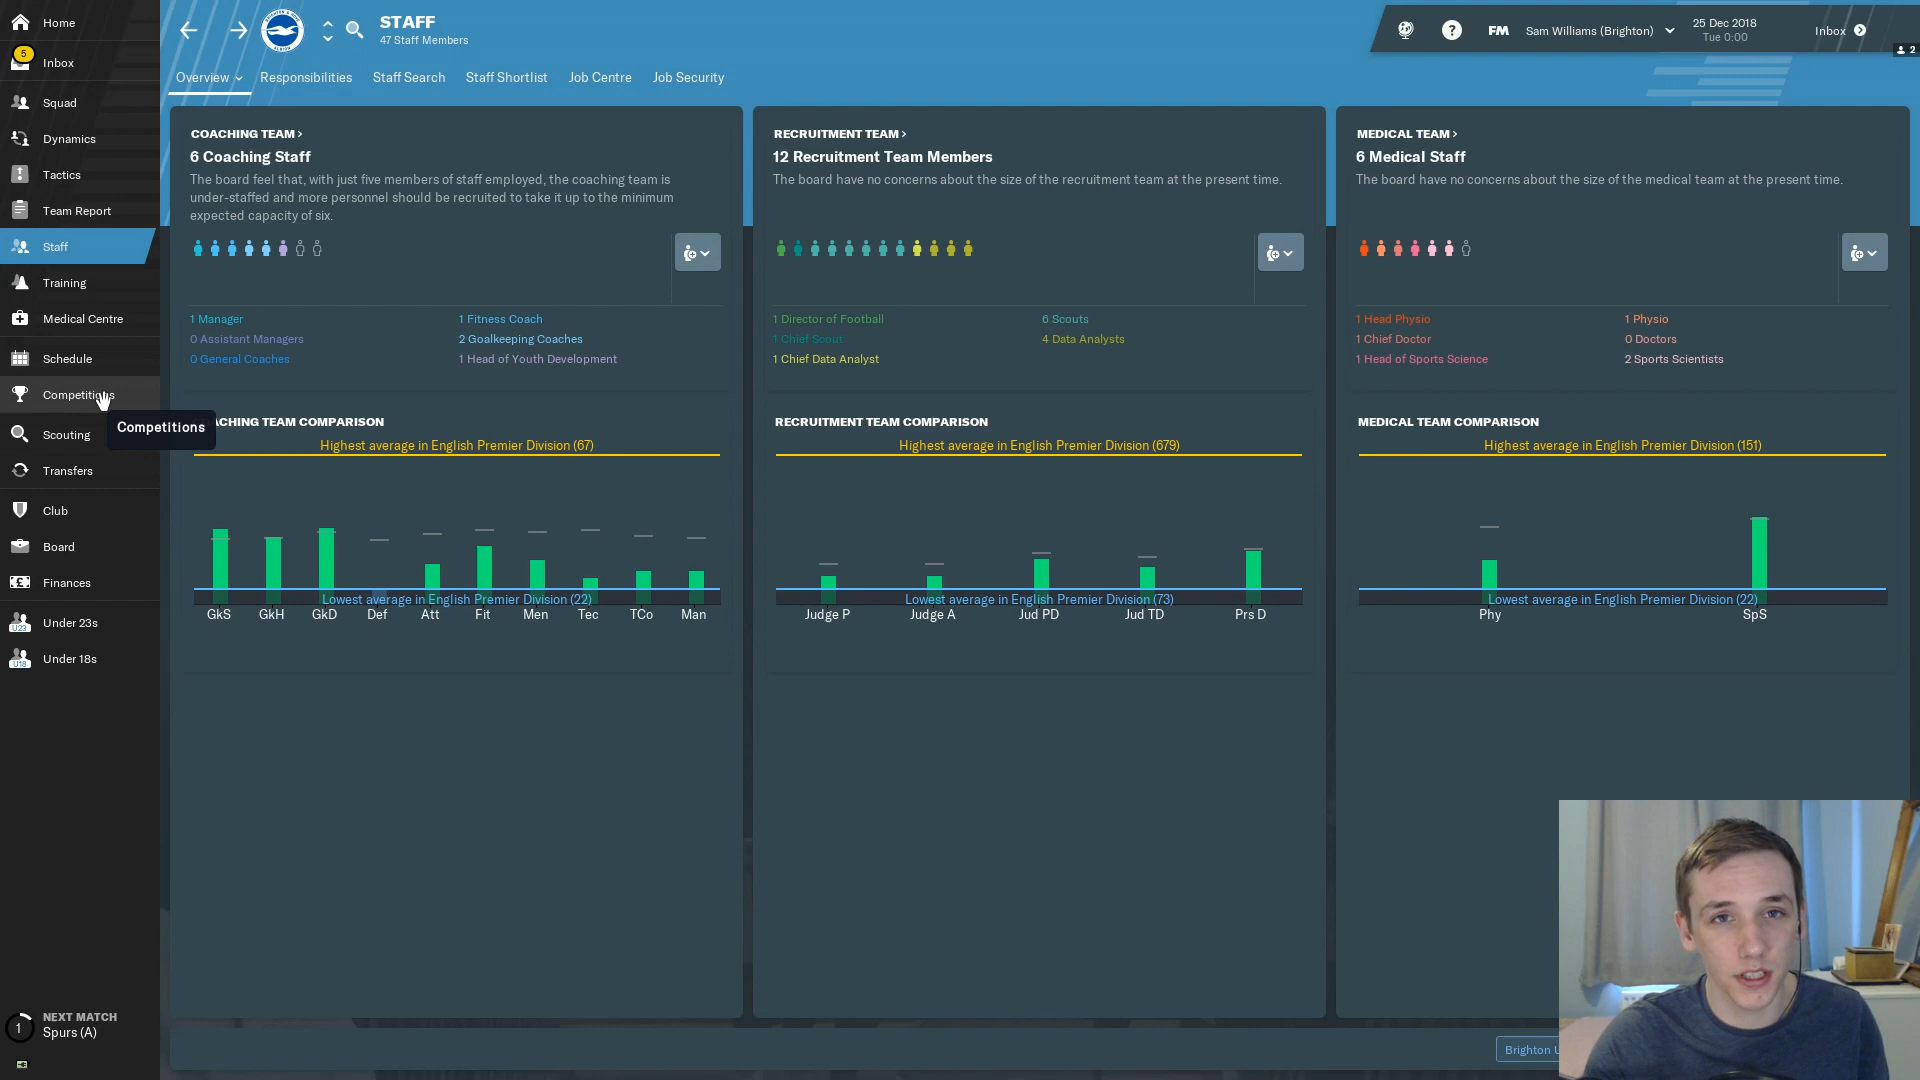 Home
5
Inbox
Squad
Dynamics
Tactics
Team Report
Staff
Training
Medical Centre
Schedule
Competitions
Competitions
Scouting
Transfers
Club
Board
Finances
U23
Under 23s
U18
Under 18s
1
NEXT MATCH
Spurs (A)
STAFF
47 Staff Members
?
FM
Sam Williams (Brighton)
25 Dec 2018
Tue 0:00
Inbox
2
Overview
Responsibilities
Staff Search
Staff Shortlist
Job Centre
Job Security
COACHING TEAM >
6 Coaching Staff
The board feel that, with just five members of staff employed, the coaching team is
under-staffed and more personnel should be recruited to take it up to the minimum
expected capacity of six.
1 Manager
1 Fitness Coach
0 Assistant Managers
2 Goalkeeping Coaches
0 General Coaches
1 Head of Youth Development
ACHING TEAM COMPARISON
Highest average in English Premier Division (67)
Lowest average in English Premier Division (22)
GkS GkH GkD Def Att Fit Men Tec TCo Man
RECRUITMENT TEAM >
12 Recruitment Team Members
The board have no concerns about the size of the recruitment team at the present time.
1 Director of Football
6 Scouts
1 Chief Scout
4 Data Analysts
1 Chief Data Analyst
RECRUITMENT TEAM COMPARISON
Highest average in English Premier Division (679)
Lowest average in English Premier Division (73)
Judge P Judge A Jud PD Jud TD Prs D
MEDICAL TEAM >
6 Medical Staff
The board have no concerns about the size of the medical team at the present time.
1 Head Physio
1 Physio
1 Chief Doctor
0 Doctors
1 Head of Sports Science
2 Sports Scientists
MEDICAL TEAM COMPARISON
Highest average in English Premier Division (151)
Lowest average in English Premier Division (22)
Phy SpS
Brighton U